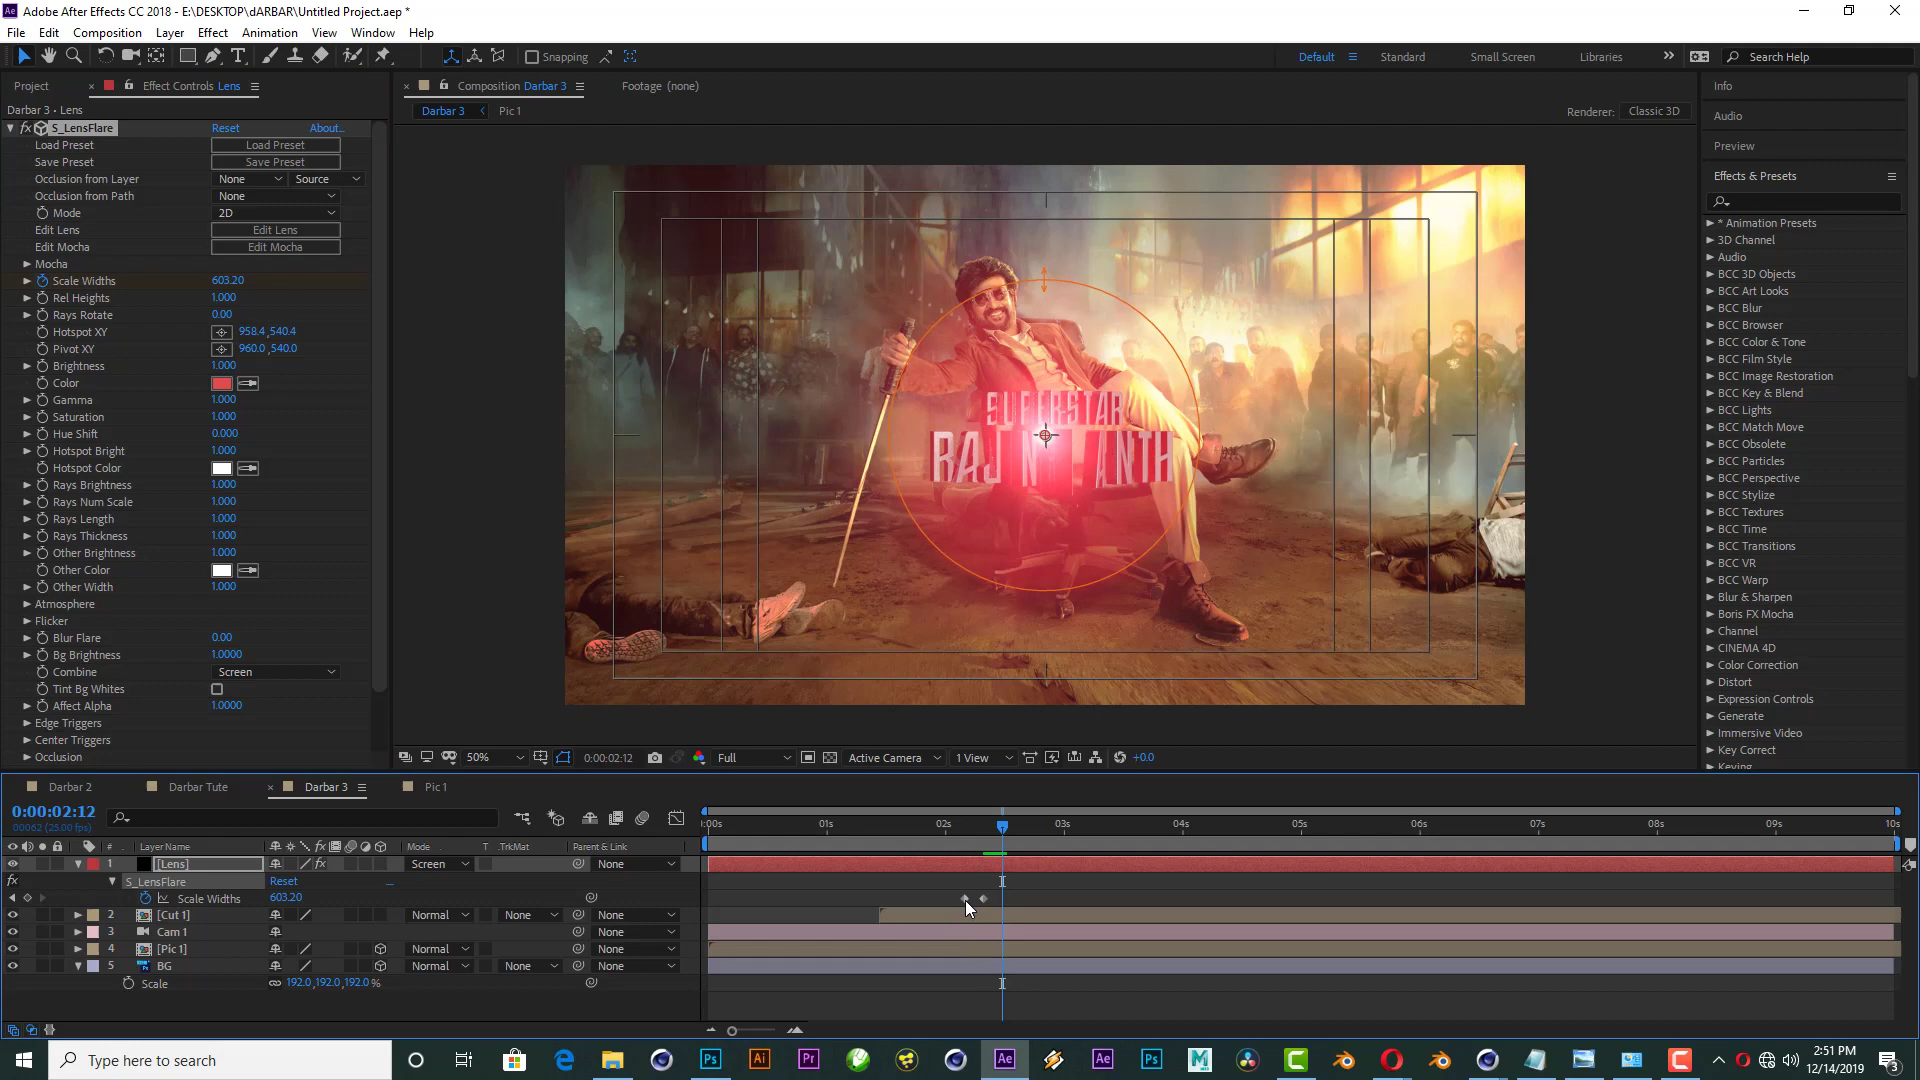 Adobe After Effects CC 2018 - E:\DESKTOP\dARBAR\Untitled Project.aep *
File Edit Composition Layer Effect Animation View Window Help
Snapping Default Standard Small Screen Libraries Search Help
Project Effect Controls Lens Composition Darbar 3 Footage (none) Info
Darbar 3 • Lens Darbar 3 Pic 1 Renderer: Classic 3D Audio
S_LensFlare Reset About... Preview
Load Preset Load Preset
Save Preset Save Preset
Occlusion from Layer None Source
Occlusion from Path None
Mode 2D
Edit Lens Edit Lens
Edit Mocha Edit Mocha
Mocha
Scale Widths 603.20
Rel Heights 1.000
Rays Rotate 0.00
Hotspot XY 958.4 ,540.4
Pivot XY 960.0 ,540.0
Brightness 1.000
Color
Gamma 1.000
Saturation 1.000
Hue Shift 0.000
Hotspot Bright 1.000
Hotspot Color
Rays Brightness 1.000
Rays Num Scale 1.000
Rays Length 1.000
Rays Thickness 1.000
Other Brightness 1.000
Other Color
Other Width 1.000
Atmosphere
Flicker
Blur Flare 0.00
Bg Brightness 1.0000
Combine Screen
Tint Bg Whites
Affect Alpha 1.0000
Edge Triggers
Center Triggers
Occlusion
SUPERSTAR
50% 0:00:02:12 Full Active Camera 1 View +0.0
Effects & Presets
* Animation Presets
3D Channel
Audio
BCC 3D Objects
BCC Art Looks
BCC Blur
BCC Browser
BCC Color & Tone
BCC Film Style
BCC Image Restoration
BCC Key & Blend
BCC Lights
BCC Match Move
BCC Obsolete
BCC Particles
BCC Perspective
BCC Stylize
BCC Textures
BCC Time
BCC Transitions
BCC VR
BCC Warp
Blur & Sharpen
Boris FX Mocha
Channel
CINEMA 4D
Color Correction
Distort
Expression Controls
Generate
Immersive Video
Key Correct
Keying
Darbar 2 Darbar Tute Darbar 3 Pic 1
0:00:02:12
00062 (25.00 fps)
:00s 01s 02s 03s 04s 05s 06s 07s 08s 09s 10s
# Layer Name Mode T .TrkMat Parent & Link
1 [Lens] Screen None
S_LensFlare Reset
Scale Widths 603.20
2 [Cut 1] Normal None None
3 Cam 1 None
4 [Pic 1] Normal None None
5 BG Normal None None
Scale 192.0,192.0,192.0 %
Type here to search
2:51 PM
12/14/2019
3